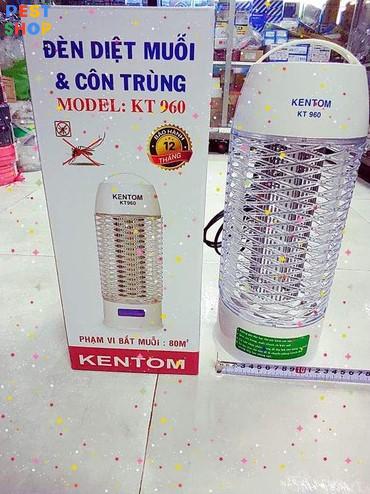 BEST
SHOP
ĐÈN DIỆT MUỖI
& CÔN TRÙNG
MODEL: KT 960
BẢO HÀNH
12
THÁNG
KENTOM
KT960
PHẠM VI BẮT MUỖI : 80M²
KENTOM
KENTOM
KT 960